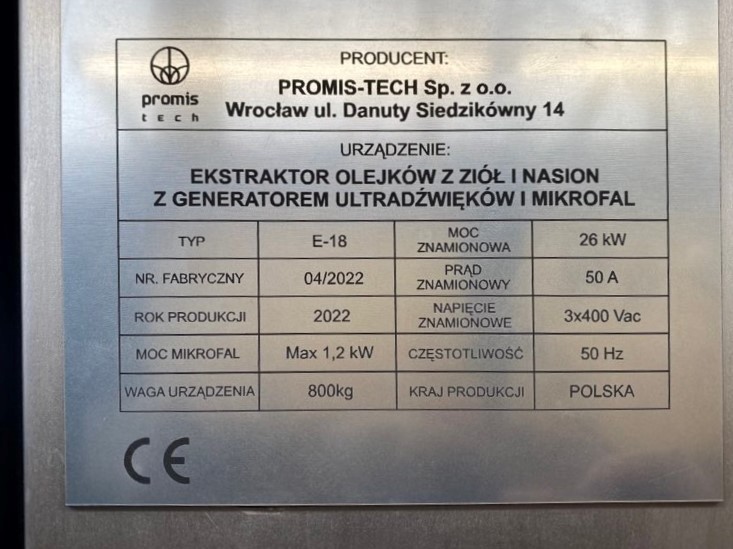 promis
tech
PRODUCENT:
PROMIS-TECH Sp. z o.o.
Wrocław ul. Danuty Siedzikówny 14
URZĄDZENIE:
EKSTRAKTOR OLEJKÓW Z ZIÓŁ I NASION
Z GENERATOREM ULTRADŹWIĘKÓW I MIKROFAL
TYP E-18 MOC ZNAMIONOWA 26 kW
NR. FABRYCZNY 04/2022 PRĄD ZNAMIONOWY 50 A
ROK PRODUKCJI 2022 NAPIĘCIE ZNAMIONOWE 3x400 Vac
MOC MIKROFAL Max 1,2 kW CZĘSTOTLIWOŚĆ 50 Hz
WAGA URZĄDZENIA 800kg KRAJ PRODUKCJI POLSKA
CE